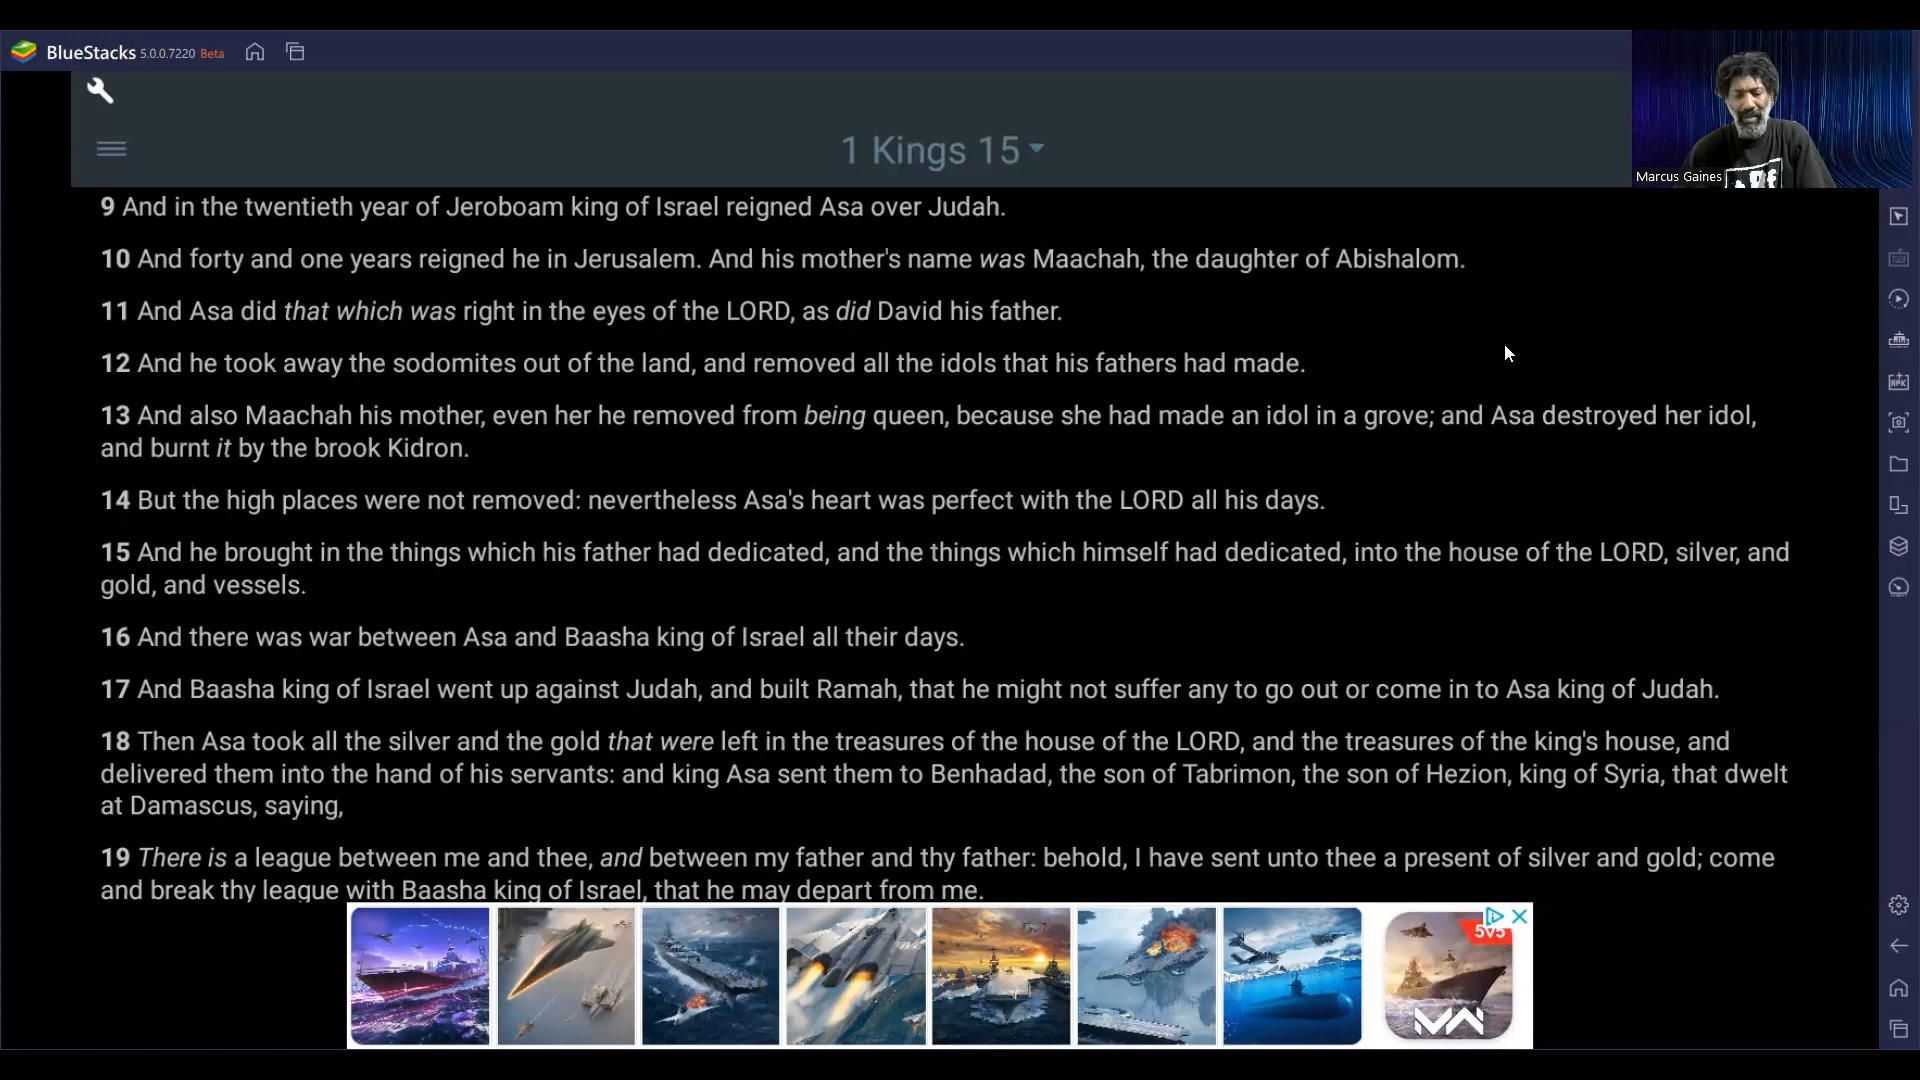 BlueStacks 5.0.0.7220 Beta
1 Kings 15
Marcus Gaines
9 And in the twentieth year of Jeroboam king of Israel reigned Asa over Judah.
10 And forty and one years reigned he in Jerusalem. And his mother's name was Maachah, the daughter of Abishalom.
11 And Asa did that which was right in the eyes of the LORD, as did David his father.
12 And he took away the sodomites out of the land, and removed all the idols that his fathers had made.
13 And also Maachah his mother, even her he removed from being queen, because she had made an idol in a grove; and Asa destroyed her idol,
and burnt it by the brook Kidron.
14 But the high places were not removed: nevertheless Asa's heart was perfect with the LORD all his days.
15 And he brought in the things which his father had dedicated, and the things which himself had dedicated, into the house of the LORD, silver, and
gold, and vessels.
16 And there was war between Asa and Baasha king of Israel all their days.
17 And Baasha king of Israel went up against Judah, and built Ramah, that he might not suffer any to go out or come in to Asa king of Judah.
18 Then Asa took all the silver and the gold that were left in the treasures of the house of the LORD, and the treasures of the king's house, and
delivered them into the hand of his servants: and king Asa sent them to Benhadad, the son of Tabrimon, the son of Hezion, king of Syria, that dwelt
at Damascus, saying,
19 There is a league between me and thee, and between my father and thy father: behold, I have sent unto thee a present of silver and gold; come
and break thy league with Baasha king of Israel, that he may depart from me.
5v5